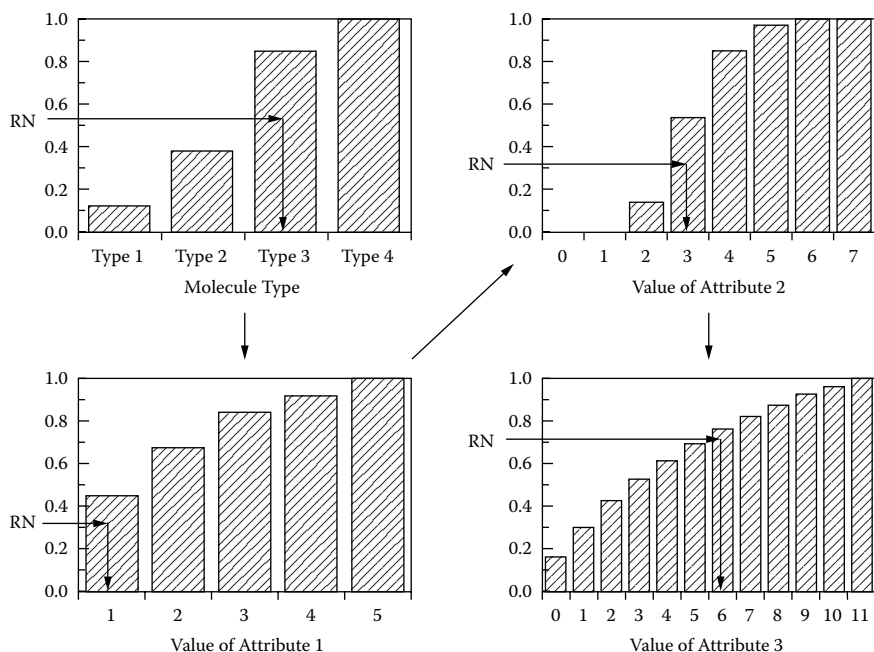 1.0
0.8
0.6
RN
0.4
0.2
0.0
Type 1 Type 2 Type 3 Type 4
Molecule Type
1.0
0.8
0.6
0.4
RN
0.2
0.0
0 1 2 3 4 5 6 7
Value of Attribute 2
1.0
0.8
0.6
0.4
RN
0.2
0.0
1 2 3 4 5
Value of Attribute 1
1.0
0.8
RN
0.6
0.4
0.2
0.0
0 1 2 3 4 5 6 7 8 9 10 11
Value of Attribute 3